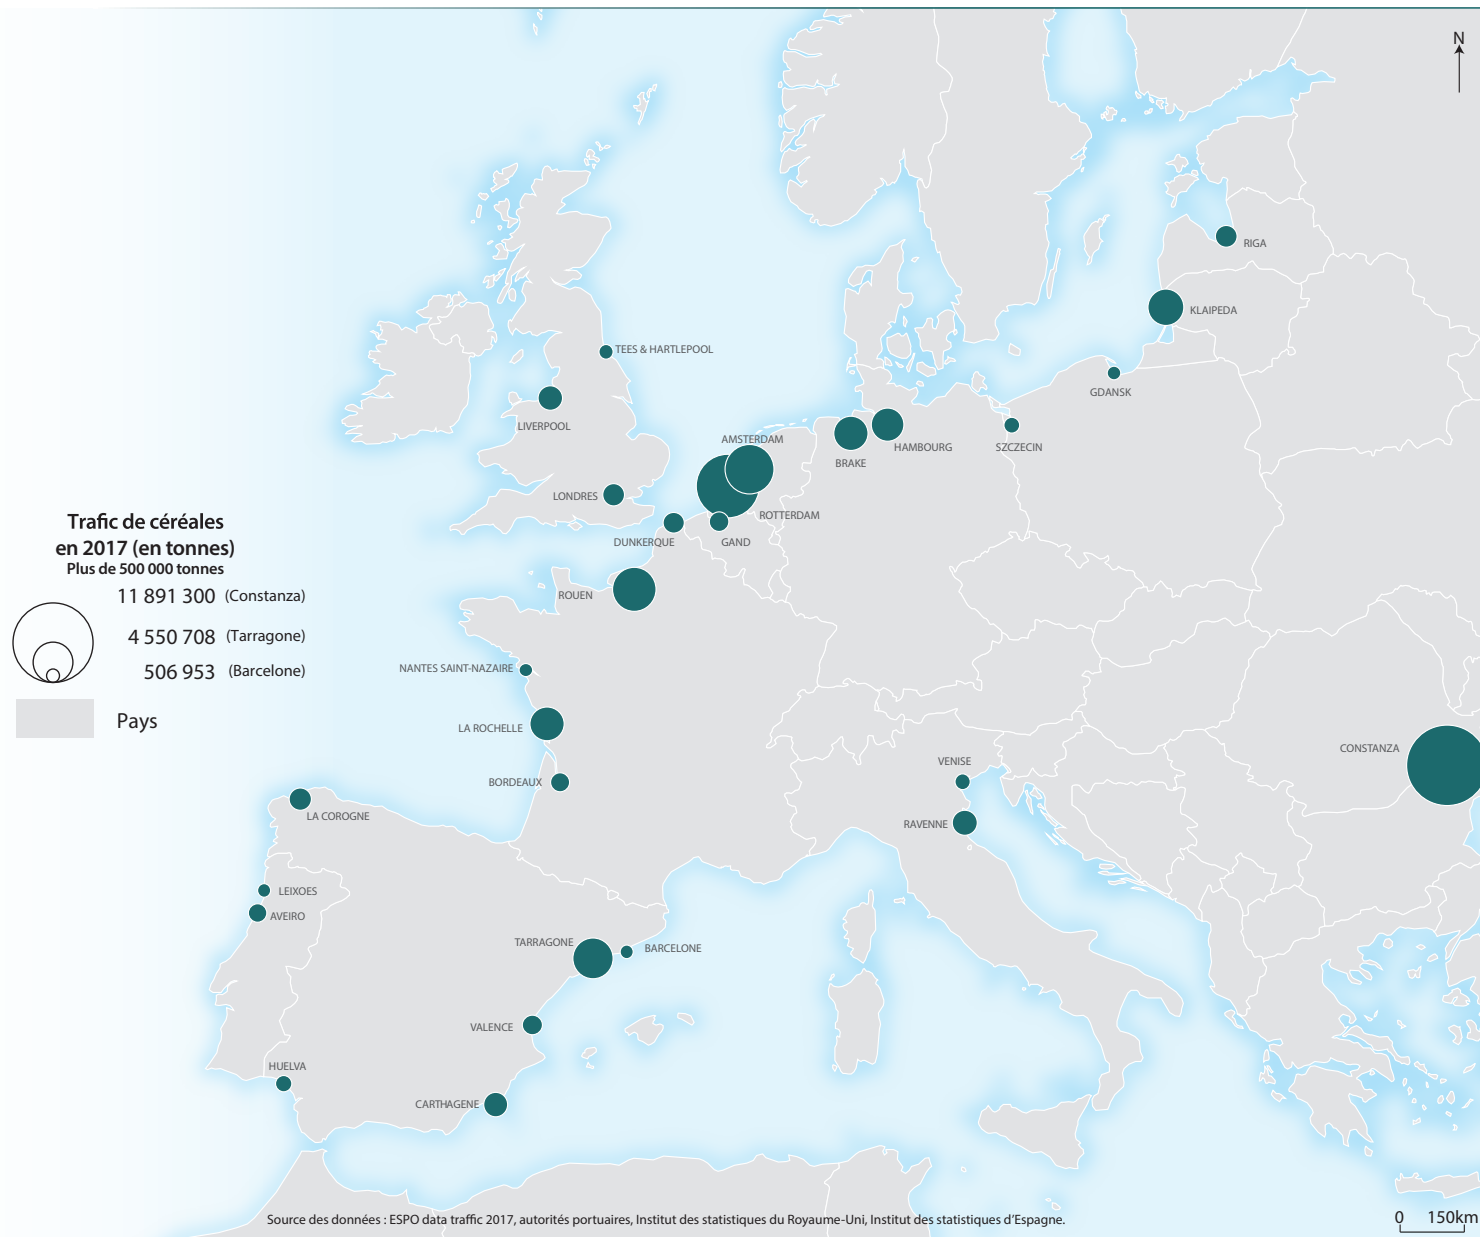 N
RIGA
KLAIPEDA
TEES & HARTLEPOOL
GDANSK
LIVERPOOL
AMSTERDAM
HAMBOURG
SZCZECIN
BRAKE
LONDRES
ROTTERDAM
DUNKERQUE
GAND
Trafic de céréales
en 2017 (en tonnes)
Plus de 500 000 tonnes
11 891 300 (Constanza)
4 550 708 (Tarragone)
506 953 (Barcelone)
Pays
ROUEN
NANTES SAINT-NAZAIRE
LA ROCHELLE
CONSTANZA
VENISE
BORDEAUX
LA COROGNE
RAVENNE
LEIXOES
AVEIRO
TARRAGONE
BARCELONE
VALENCE
HUELVA
CARTHAGENE
Source des données : ESPO data traffic 2017, autorités portuaires, Institut des statistiques du Royaume-Uni, Institut des statistiques d'Espagne.
0 150km